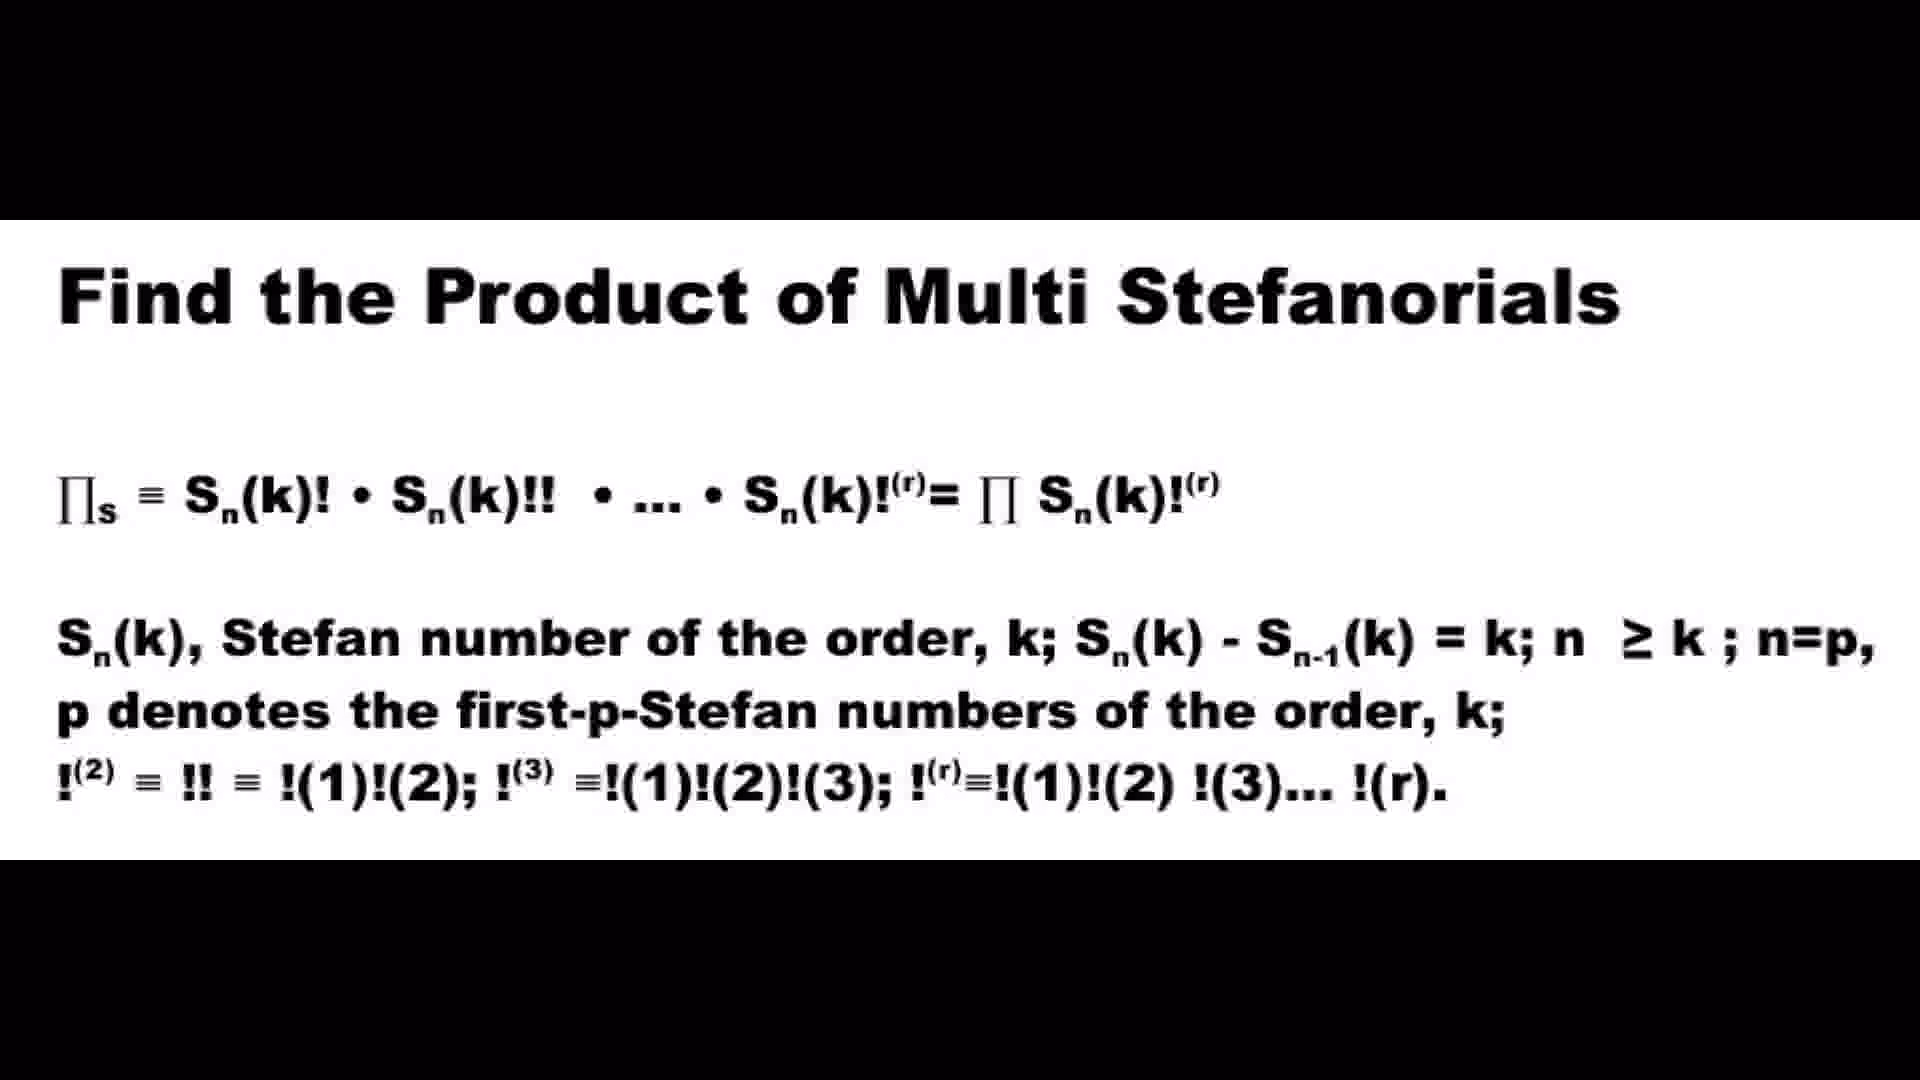 Find the Product of Multi Stefanorials
∏s ≡ Sₙ(k)! • Sₙ(k)!! • ... • Sₙ(k)!⁽ʳ⁾= ∏ Sₙ(k)!⁽ʳ⁾
Sₙ(k), Stefan number of the order, k; Sₙ(k) - Sₙ₋₁(k) = k; n ≥ k ; n=p,
p denotes the first-p-Stefan numbers of the order, k;
!⁽²⁾ ≡ !! ≡ !(1)!(2); !⁽³⁾ ≡!(1)!(2)!(3); !⁽ʳ⁾≡!(1)!(2) !(3)... !(r).